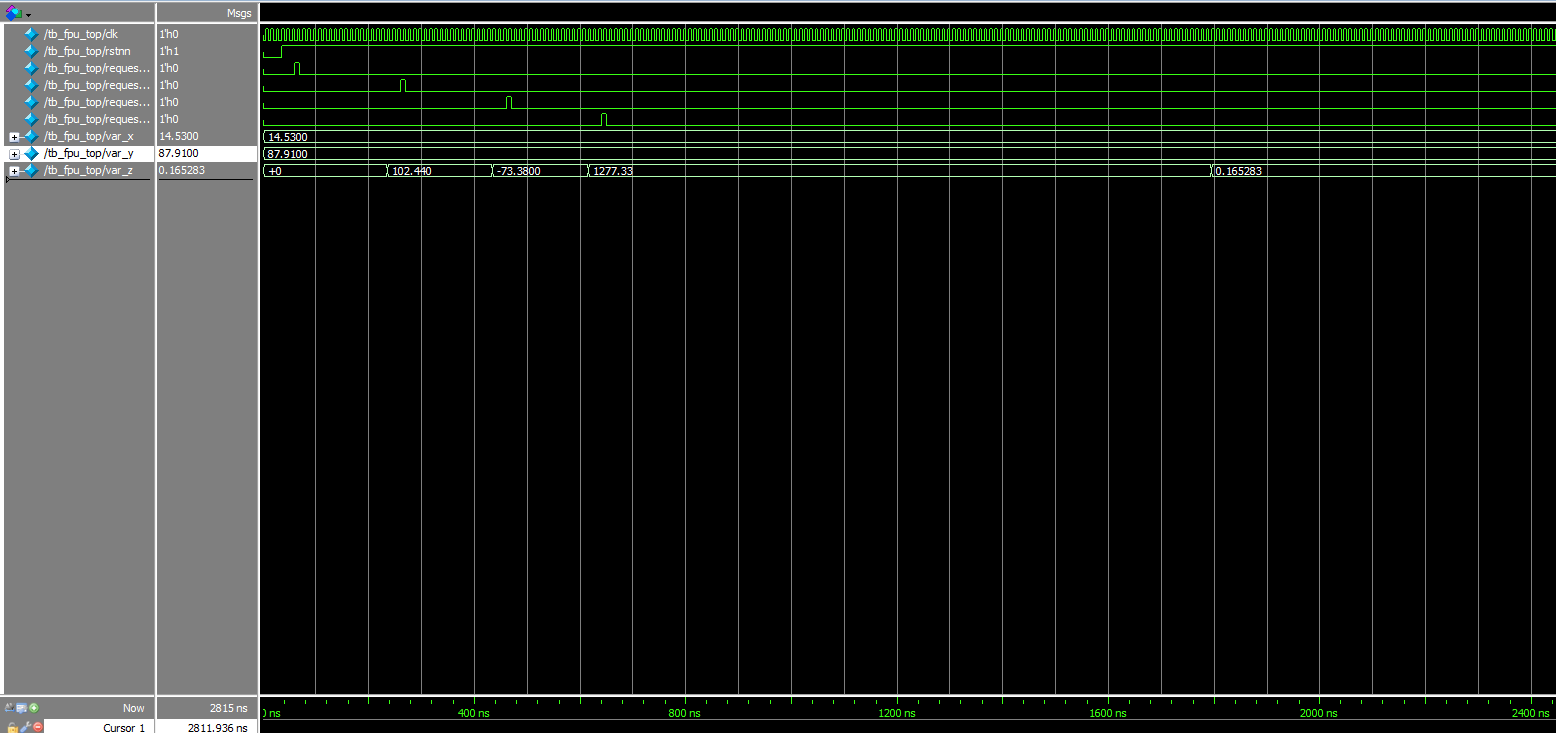 Msgs
/tb_fpu_top/clk 1'h0
/tb_fpu_top/rstnn 1'h1
/tb_fpu_top/reques... 1'h0
/tb_fpu_top/reques... 1'h0
/tb_fpu_top/reques... 1'h0
/tb_fpu_top/reques... 1'h0
/tb_fpu_top/var_x 14.5300 14.5300
/tb_fpu_top/var_y 87.9100 87.9100
/tb_fpu_top/var_z 0.165283 +0 102.440 -73.3800 1277.33 0.165283
Now 2815 ns 0 ns 400 ns 800 ns 1200 ns 1600 ns 2000 ns 2400 ns
Cursor 1 2811.936 ns